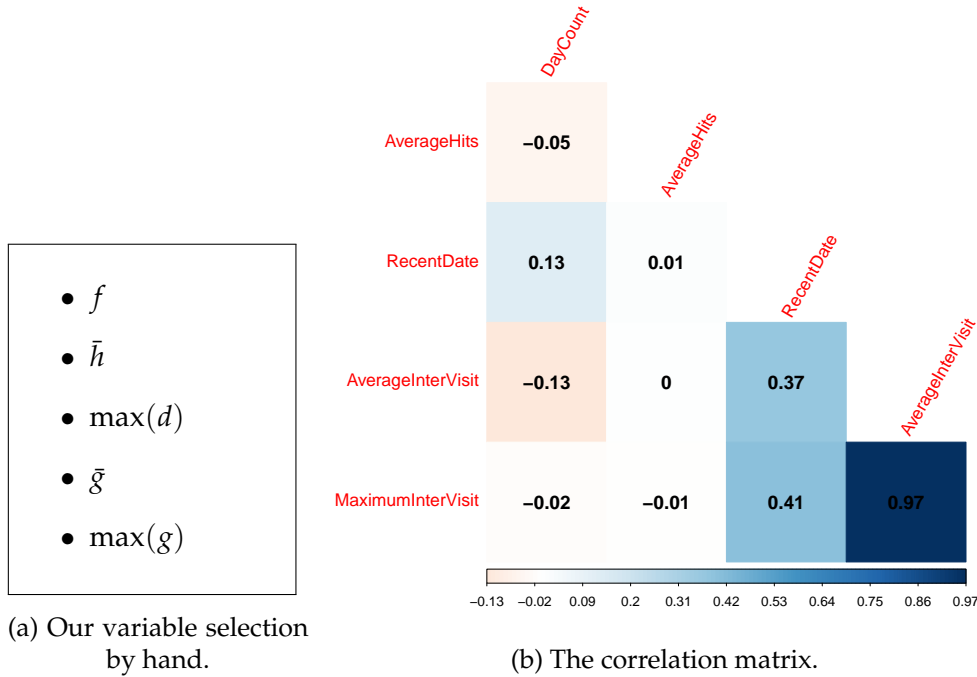 • f
• h̄
• max(d)
• ḡ
• max(g)
(a) Our variable selection
by hand.
DayCount
AverageHits −0.05 AverageHits
RecentDate 0.13 0.01 RecentDate
AverageInterVisit −0.13 0 0.37 AverageInterVisit
MaximumInterVisit −0.02 −0.01 0.41 0.97
−0.13 −0.02 0.09 0.2 0.31 0.42 0.53 0.64 0.75 0.86 0.97
(b) The correlation matrix.